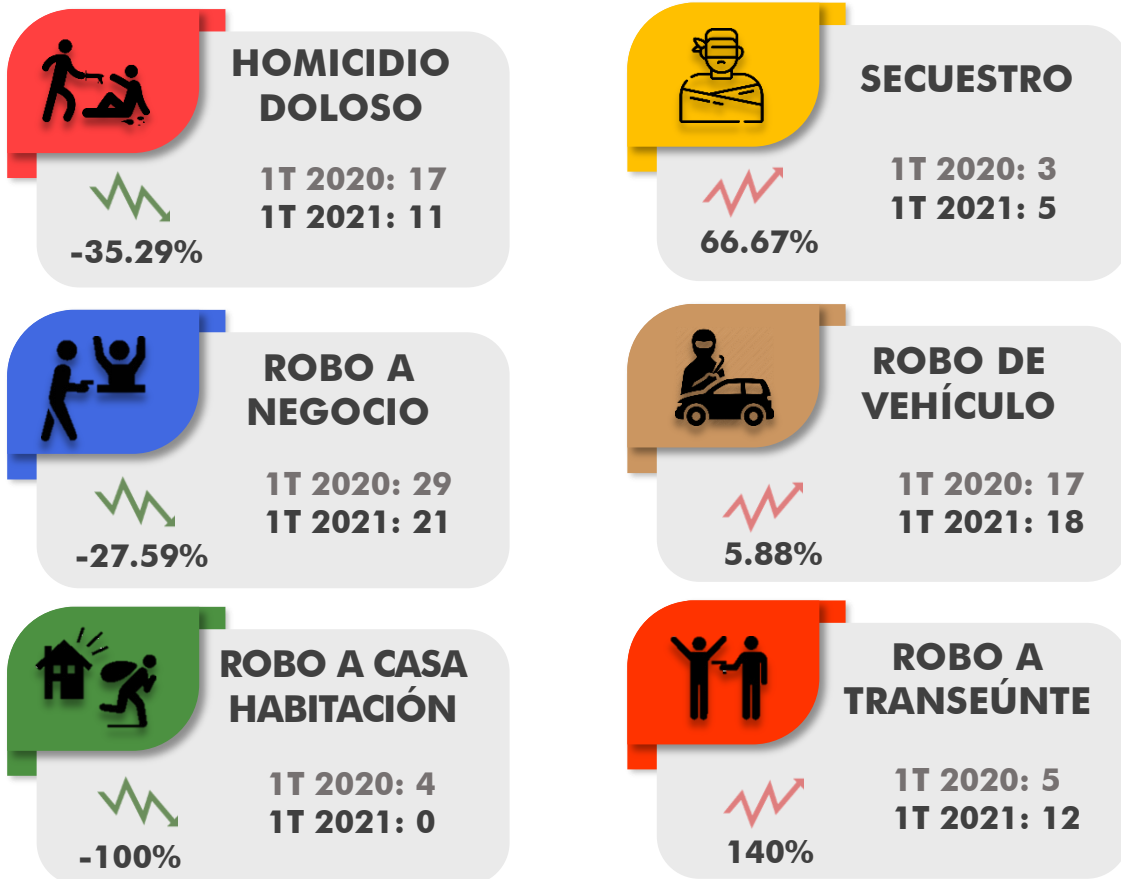 HOMICIDIO
DOLOSO
1T 2020: 17
1T 2021: 11
-35.29%
SECUESTRO
1T 2020: 3
1T 2021: 5
66.67%
ROBO A
NEGOCIO
1T 2020: 29
1T 2021: 21
-27.59%
ROBO DE
VEHÍCULO
1T 2020: 17
1T 2021: 18
5.88%
ROBO A CASA
HABITACIÓN
1T 2020: 4
1T 2021: 0
-100%
ROBO A
TRANSEÚNTE
1T 2020: 5
1T 2021: 12
140%